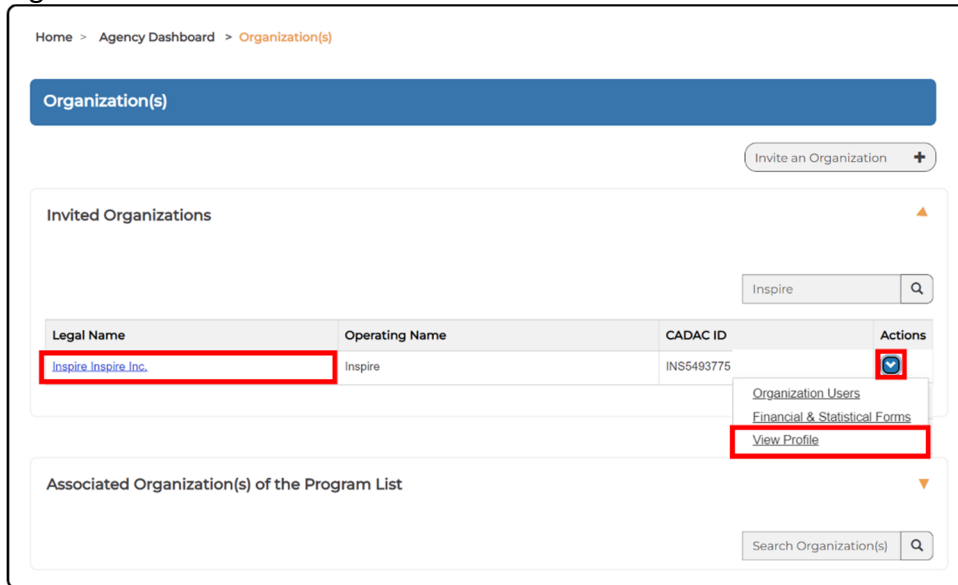 Home > Agency Dashboard > Organization(s)
Organization(s)
Invite an Organization +
Invited Organizations
Inspire
Legal Name Operating Name CADAC ID Actions
Inspire Inspire Inc. Inspire INS5493775
Organization Users
Financial & Statistical Forms
View Profile
Associated Organization(s) of the Program List
Search Organization(s)